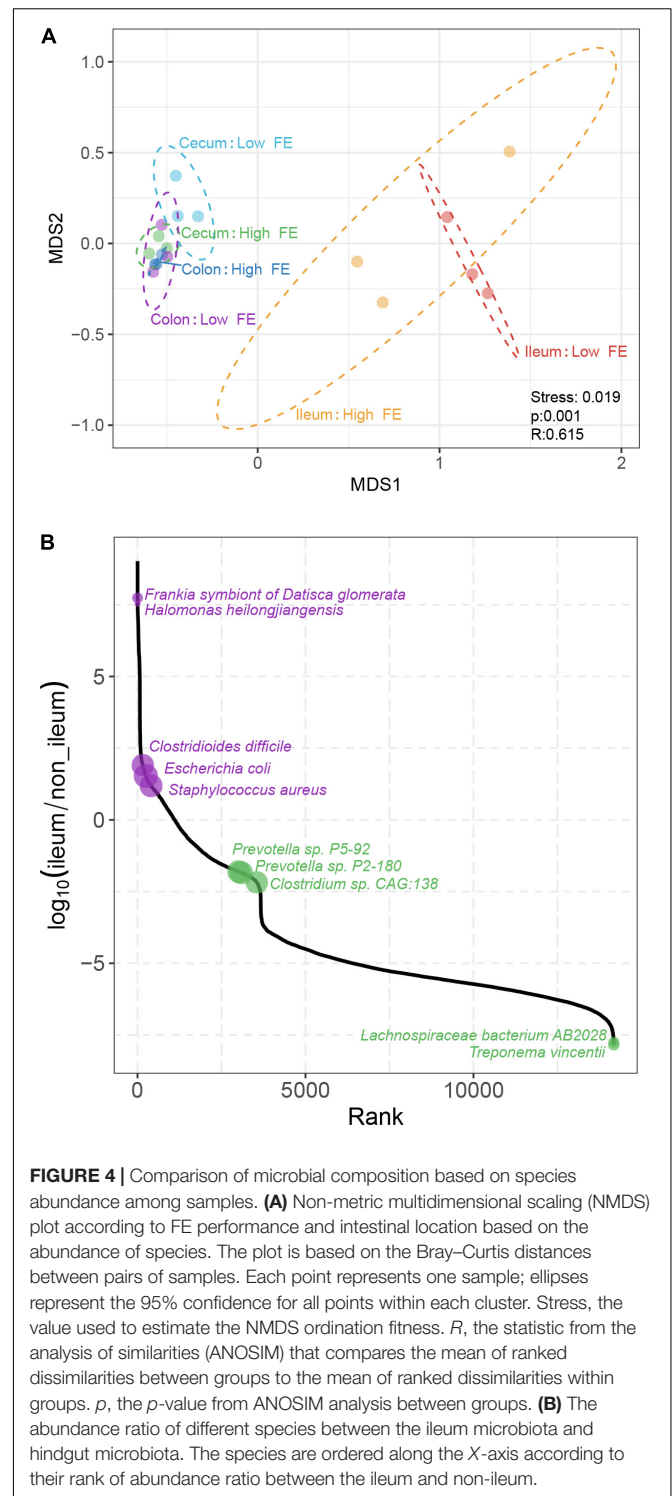 A
1.0
0.5
0.0
−0.5
−1.0
MDS2
Cecum: Low FE
Cecum: High FE
Colon: High FE
Colon: Low FE
Ileum: Low FE
Ileum: High FE
Stress: 0.019
p:0.001
R:0.615
0
1
2
MDS1
B
5
0
−5
log10(ileum/non_ileum)
Frankia symbiont of Datisca glomerata
Halomonas heilongjiangensis
Clostridioides difficile
Escherichia coli
Staphylococcus aureus
Prevotella sp. P5-92
Prevotella sp. P2-180
Clostridium sp. CAG:138
Lachnospiraceae bacterium AB2028
Treponema vincentii
0
5000
10000
Rank
FIGURE 4 | Comparison of microbial composition based on species
abundance among samples. (A) Non-metric multidimensional scaling (NMDS)
plot according to FE performance and intestinal location based on the
abundance of species. The plot is based on the Bray–Curtis distances
between pairs of samples. Each point represents one sample; ellipses
represent the 95% confidence for all points within each cluster. Stress, the
value used to estimate the NMDS ordination fitness. R, the statistic from the
analysis of similarities (ANOSIM) that compares the mean of ranked
dissimilarities between groups to the mean of ranked dissimilarities within
groups. p, the p-value from ANOSIM analysis between groups. (B) The
abundance ratio of different species between the ileum microbiota and
hindgut microbiota. The species are ordered along the X-axis according to
their rank of abundance ratio between the ileum and non-ileum.